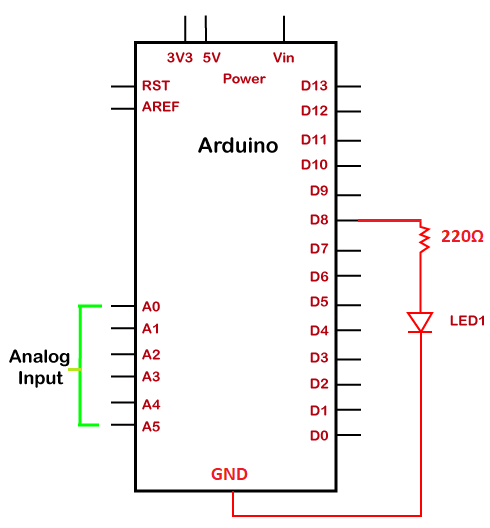 3V3 5V Vin
Power
RST
AREF
Arduino
D13
D12
D11
D10
D9
D8
220Ω
D7
D6
D5
LED1
D4
D3
D2
D1
D0
A0
A1
A2
A3
A4
A5
Analog
Input
GND